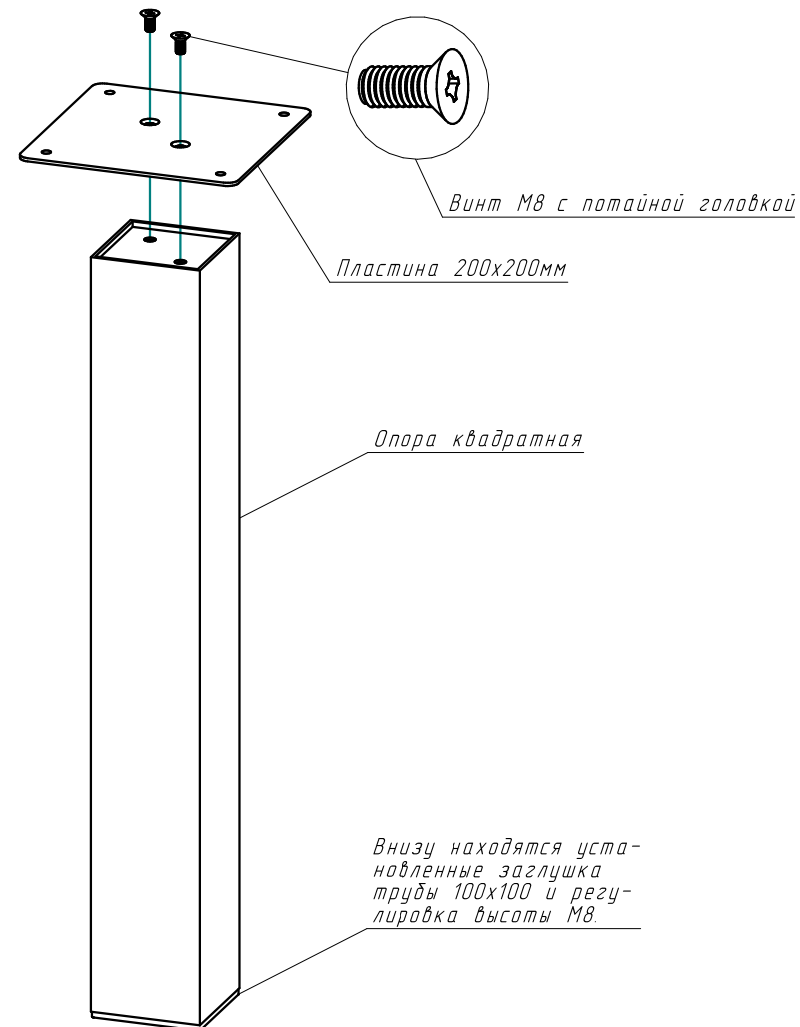 Винт М8 с потайной головкой
Пластина 200х200мм
Опора квадратная
Внизу находятся уста-
новленные заглушка
трубы 100х100 и регу-
лировка высоты М8.